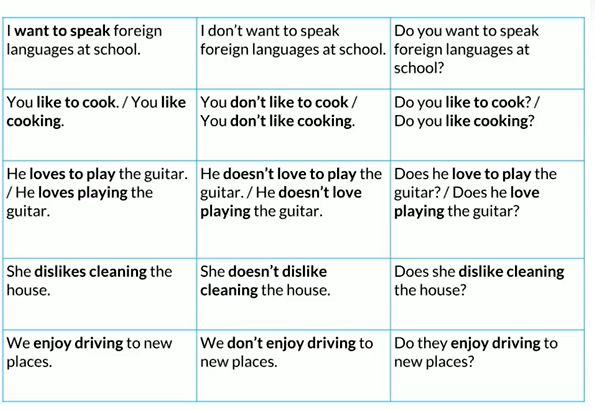 I want to speak foreign
languages at school.
I don't want to speak
foreign languages at school.
Do you want to speak
foreign languages at
school?
You like to cook. / You like
cooking.
You don't like to cook /
You don't like cooking.
Do you like to cook? /
Do you like cooking?
He loves to play the guitar.
/ He loves playing the
guitar.
He doesn't love to play the
guitar. / He doesn't love
playing the guitar.
Does he love to play the
guitar? / Does he love
playing the guitar?
She dislikes cleaning the
house.
She doesn't dislike
cleaning the house.
Does she dislike cleaning
the house?
We enjoy driving to new
places.
We don't enjoy driving to
new places.
Do they enjoy driving to
new places?